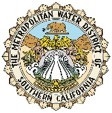 THE METROPOLITAN WATER DISTRICT OF
SOUTHERN CALIFORNIA